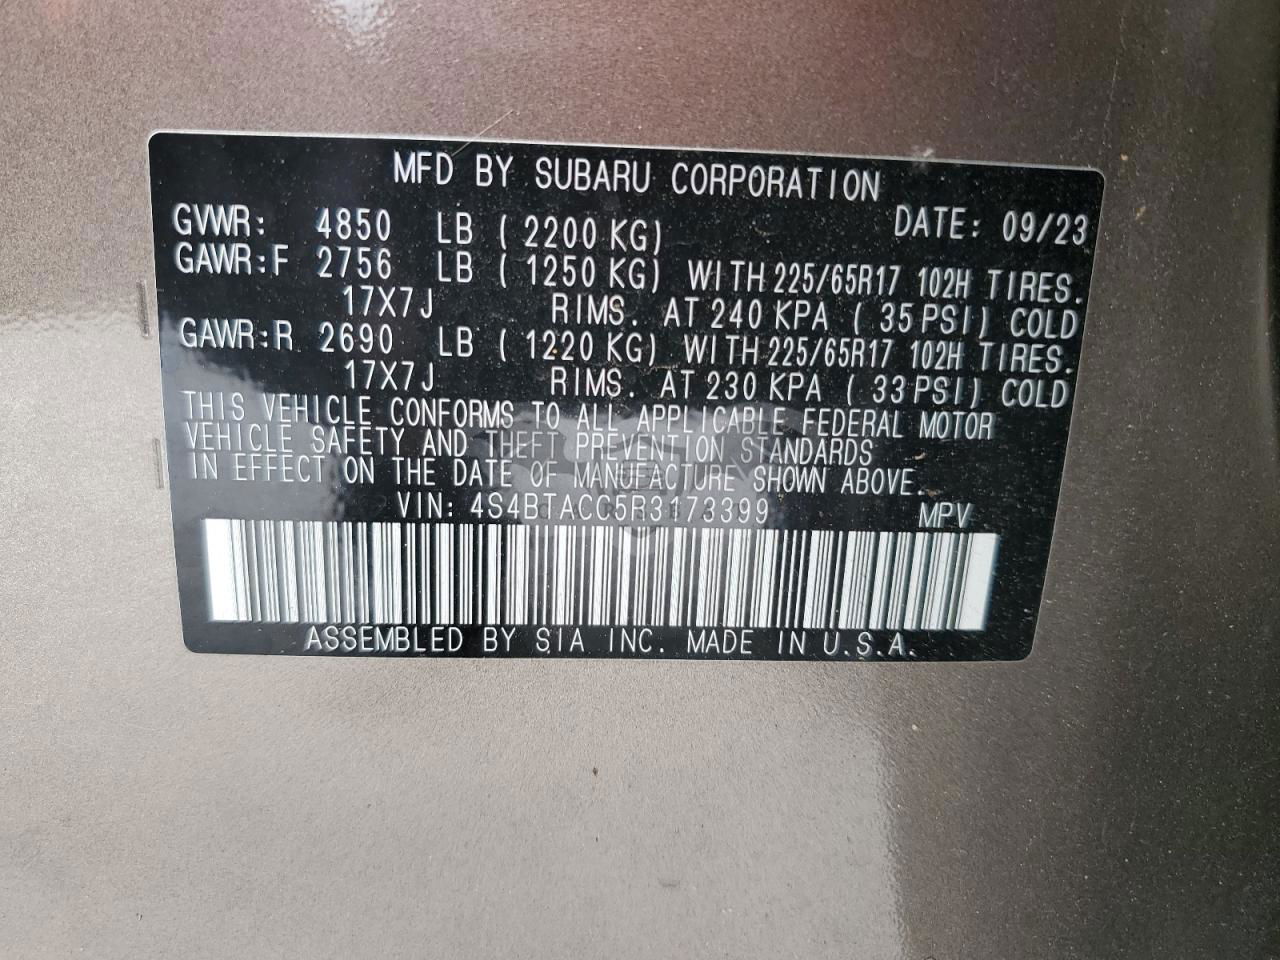 MFD BY SUBARU CORPORATION
GVWR: 4850 LB ( 2200 KG) DATE: 09/23
GAWR:F 2756 LB ( 1250 KG) WITH 225/65R17 102H TIRES.
17X7J RIMS. AT 240 KPA ( 35 PSI) COLD
GAWR:R 2690 LB ( 1220 KG) WITH 225/65R17 102H TIRES.
17X7J RIMS. AT 230 KPA ( 33 PSI) COLD
THIS VEHICLE CONFORMS TO ALL APPLICABLE FEDERAL MOTOR
VEHICLE SAFETY AND THEFT PREVENTION STANDARDS
IN EFFECT ON THE DATE OF MANUFACTURE SHOWN ABOVE.
VIN: 4S4BTACC5R3173399 MPV
ASSEMBLED BY SIA INC. MADE IN U.S.A.